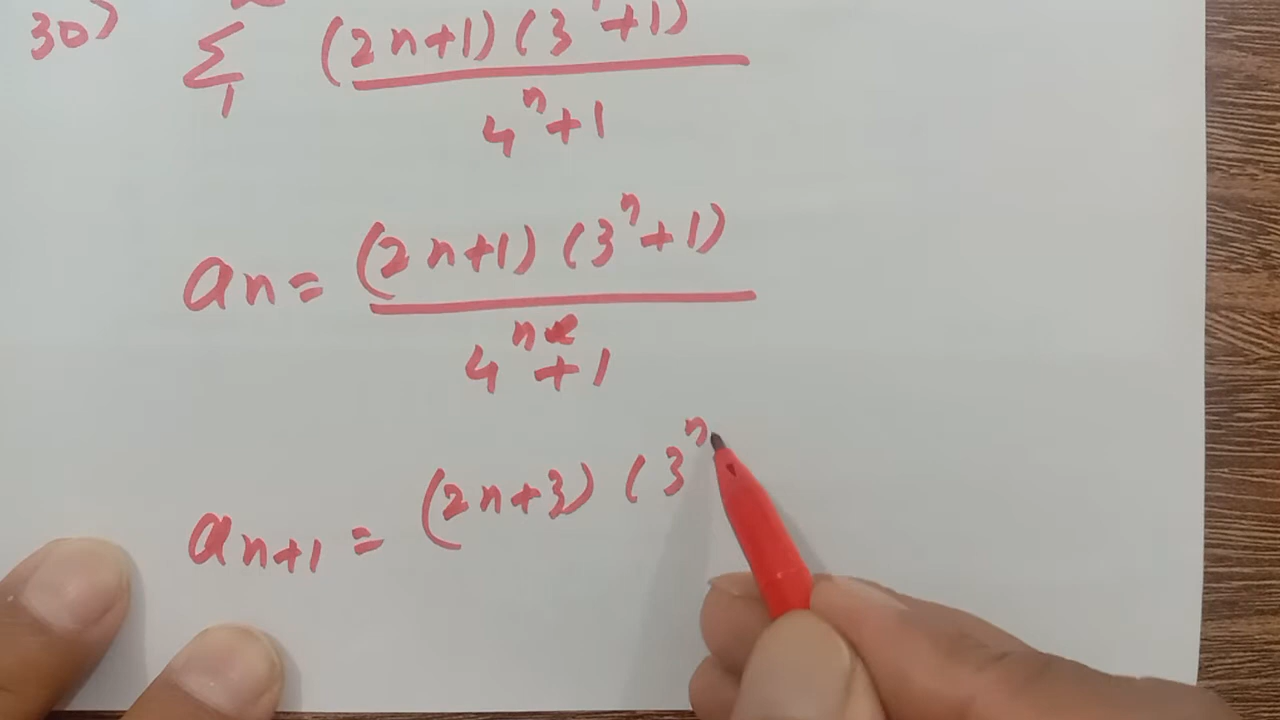 30) ∞ Σ 1 (2n+1)(3ⁿ+1)
4ⁿ+1
an = (2n+1)(3ⁿ+1)
4ⁿ+1
an+1 = (2n+3)(3ⁿ